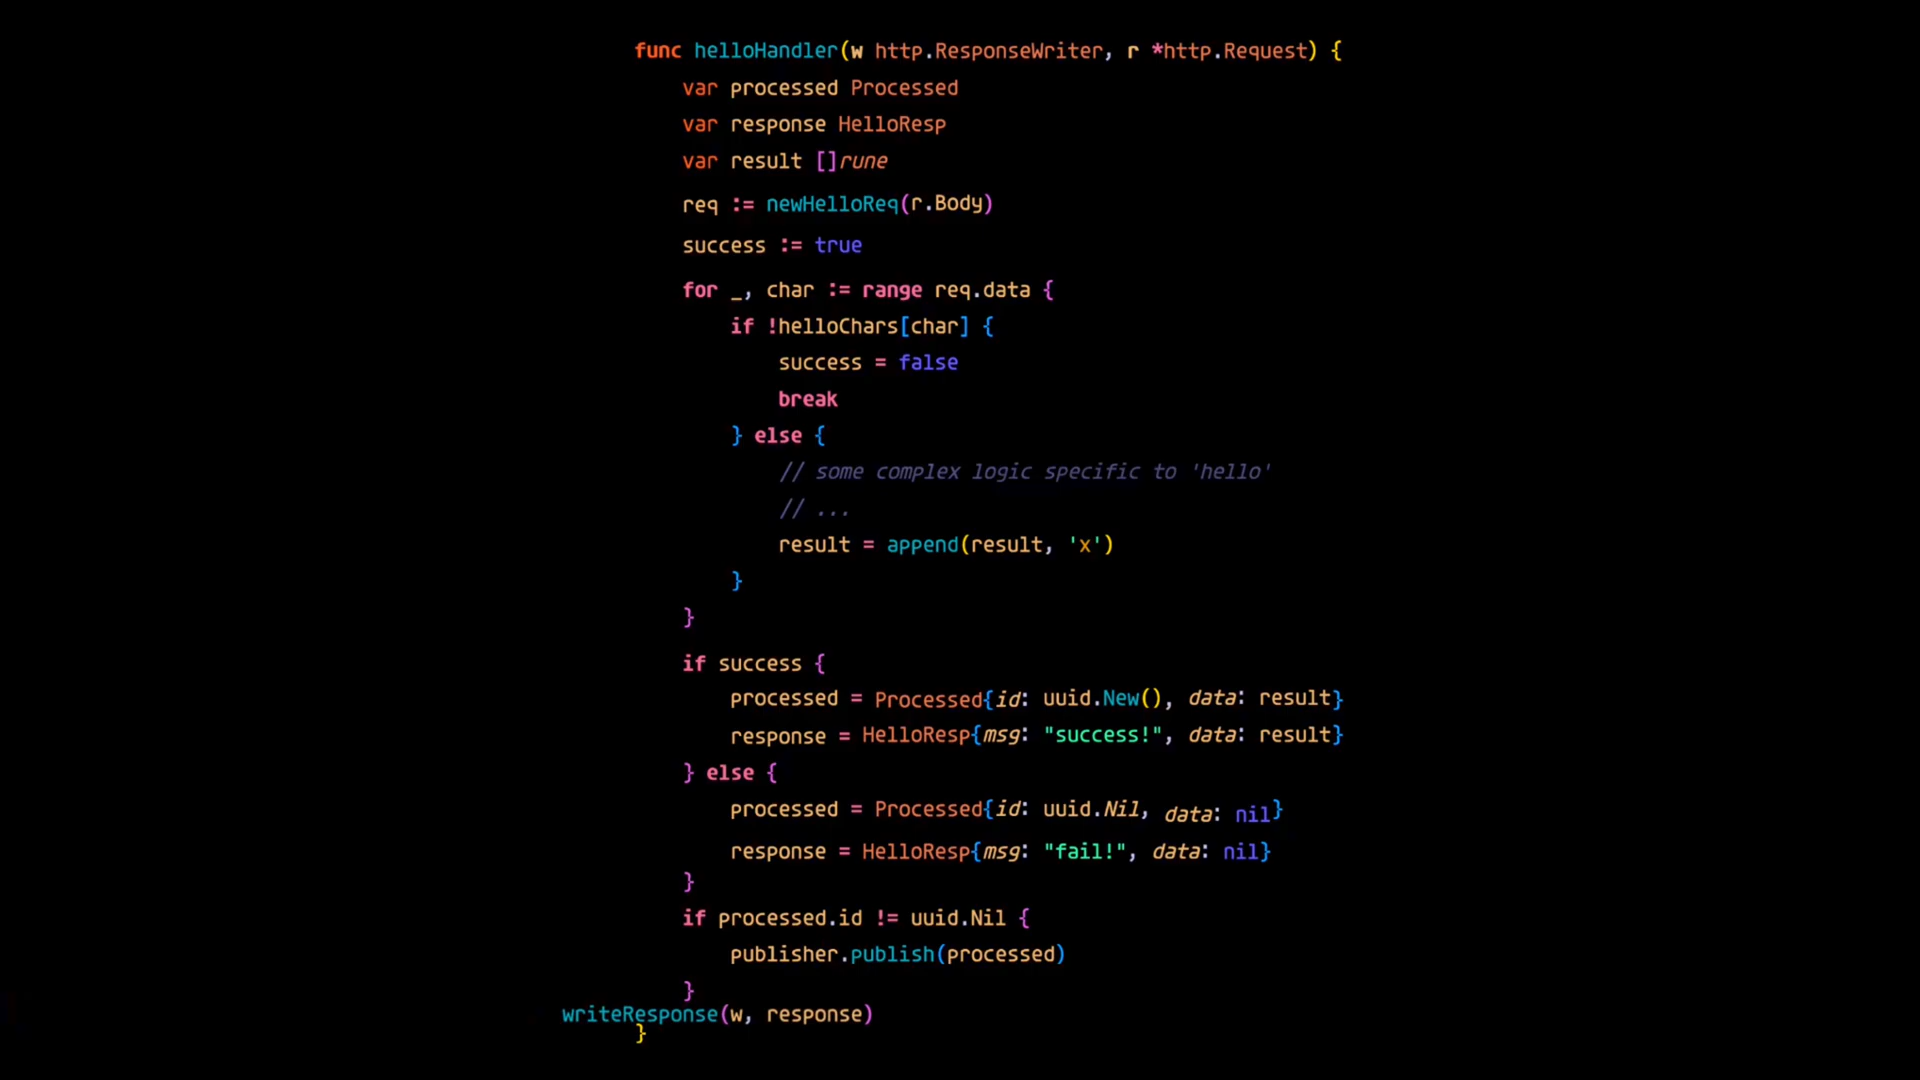 func helloHandler(w http.ResponseWriter, r *http.Request) {
    var processed Processed
    var response HelloResp
    var result []rune
    req := newHelloReq(r.Body)
    success := true
    for _, char := range req.data {
        if !helloChars[char] {
            success = false
            break
        } else {
            // some complex logic specific to 'hello'
            // ...
            result = append(result, 'x')
        }
    }
    if success {
        processed = Processed{id: uuid.New(), data: result}
        response = HelloResp{msg: "success!", data: result}
    } else {
        processed = Processed{id: uuid.Nil, data: nil}
        response = HelloResp{msg: "fail!", data: nil}
    }
    if processed.id != uuid.Nil {
        publisher.publish(processed)
    }
writeResponse(w, response)
}